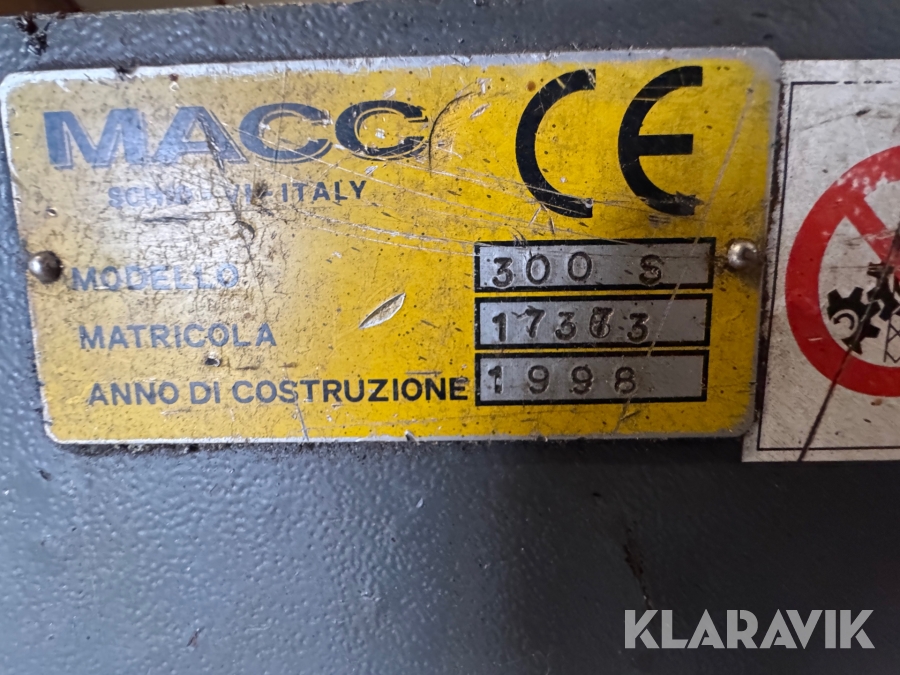 MACC
CE
ITALY
MODELLO 300 S
MATRICOLA
ANNO DI COSTRUZIONE 1998
KLARAVIK